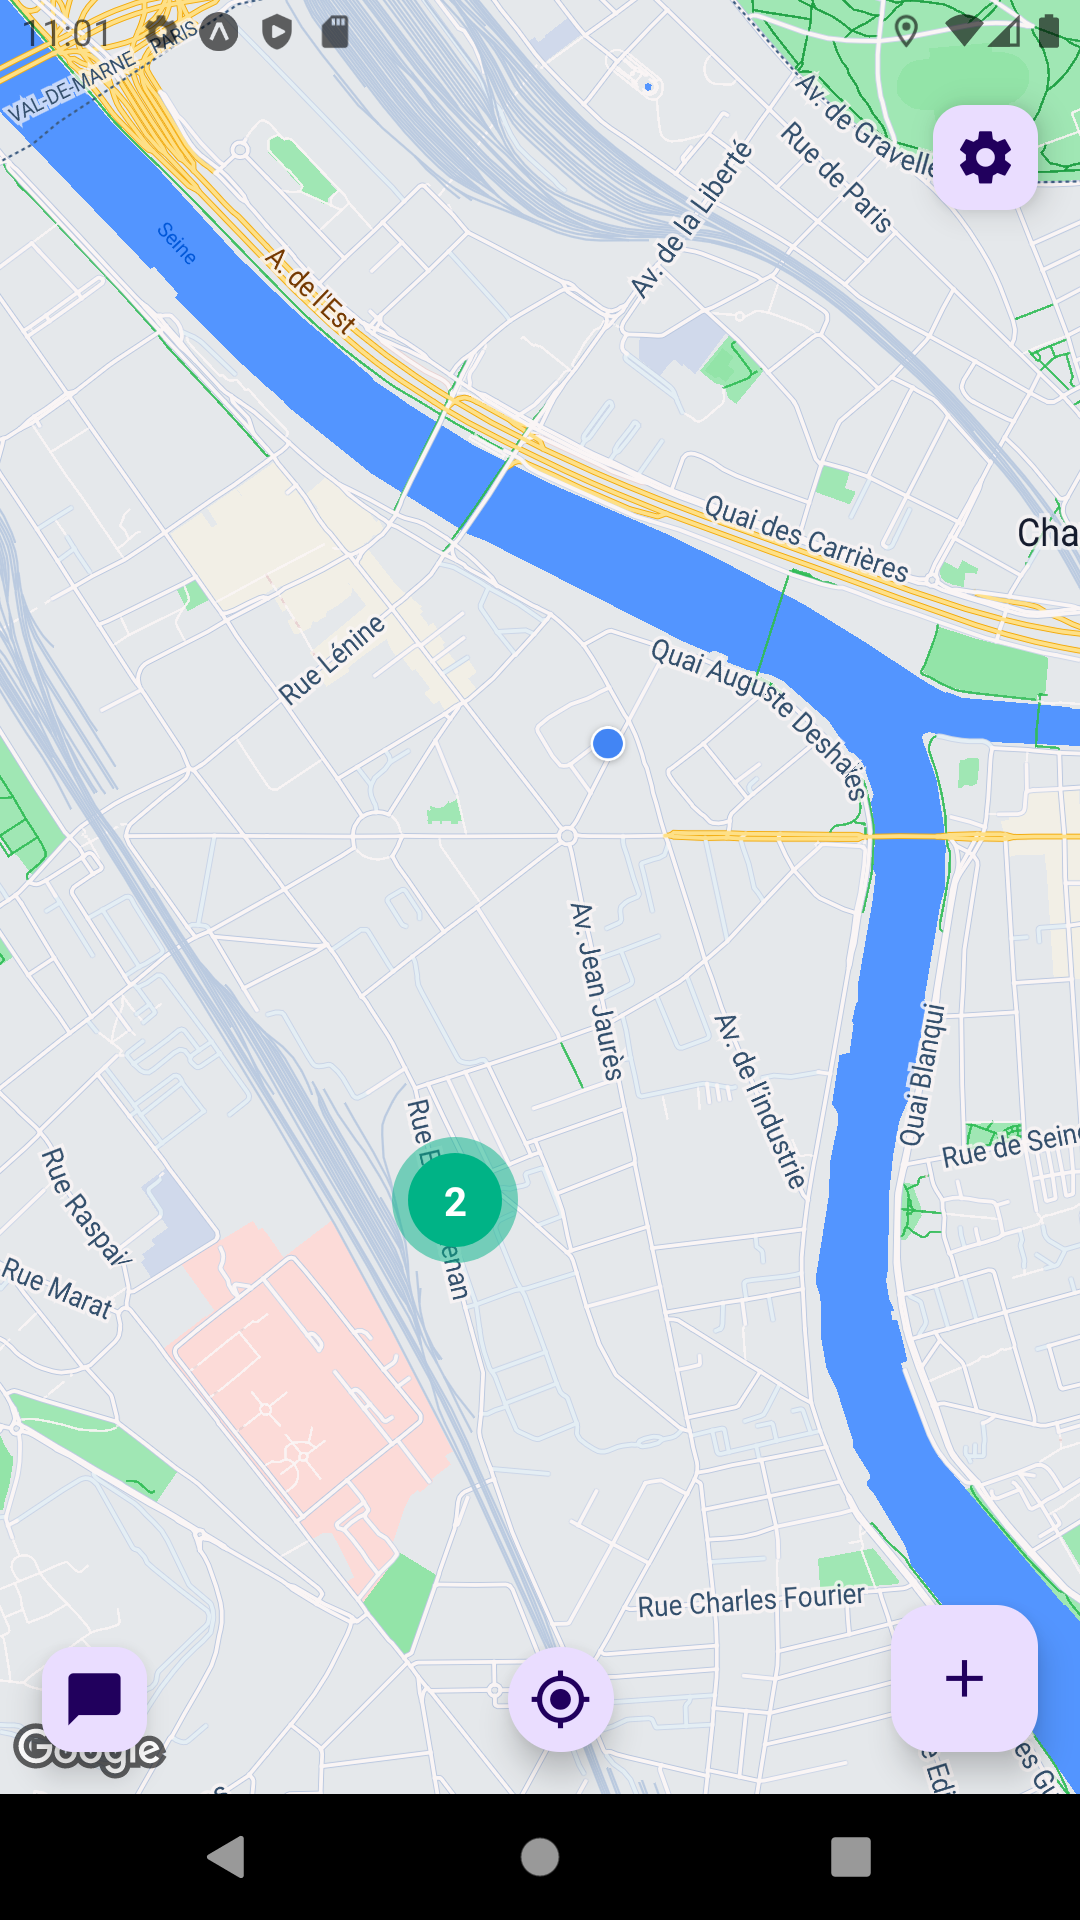 11:01
PARIS
VAL-DE-MARNE
Av. de Gravelle
Rue de Paris
Av. de la Liberté
Seine
A. de l'Est
Quai des Carrières
Cha
Rue Lénine
Quai Auguste Deshaies
Av. Jean Jaurès
Av. de l'industrie
Quai Blanqui
Rue de Seine
Rue
enan
2
Rue Raspail
Rue Marat
Rue Charles Fourier
Google